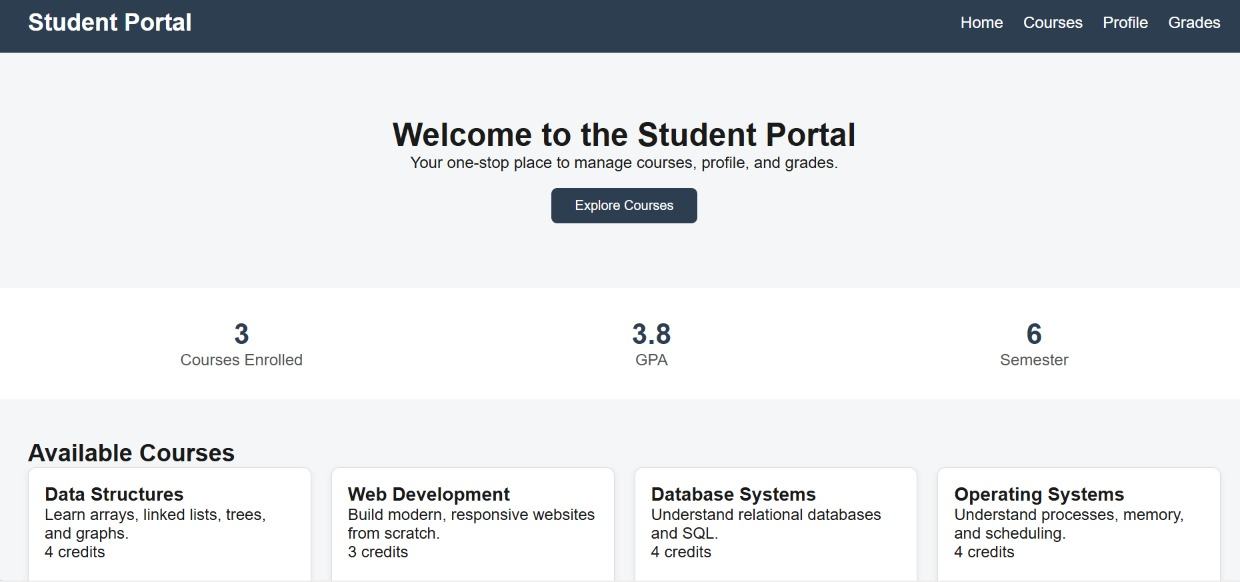 Student Portal
Home Courses Profile Grades
Welcome to the Student Portal
Your one-stop place to manage courses, profile, and grades.
Explore Courses
3
Courses Enrolled
3.8
GPA
6
Semester
Available Courses
Data Structures
Learn arrays, linked lists, trees,
and graphs.
4 credits
Web Development
Build modern, responsive websites
from scratch.
3 credits
Database Systems
Understand relational databases
and SQL.
4 credits
Operating Systems
Understand processes, memory,
and scheduling.
4 credits